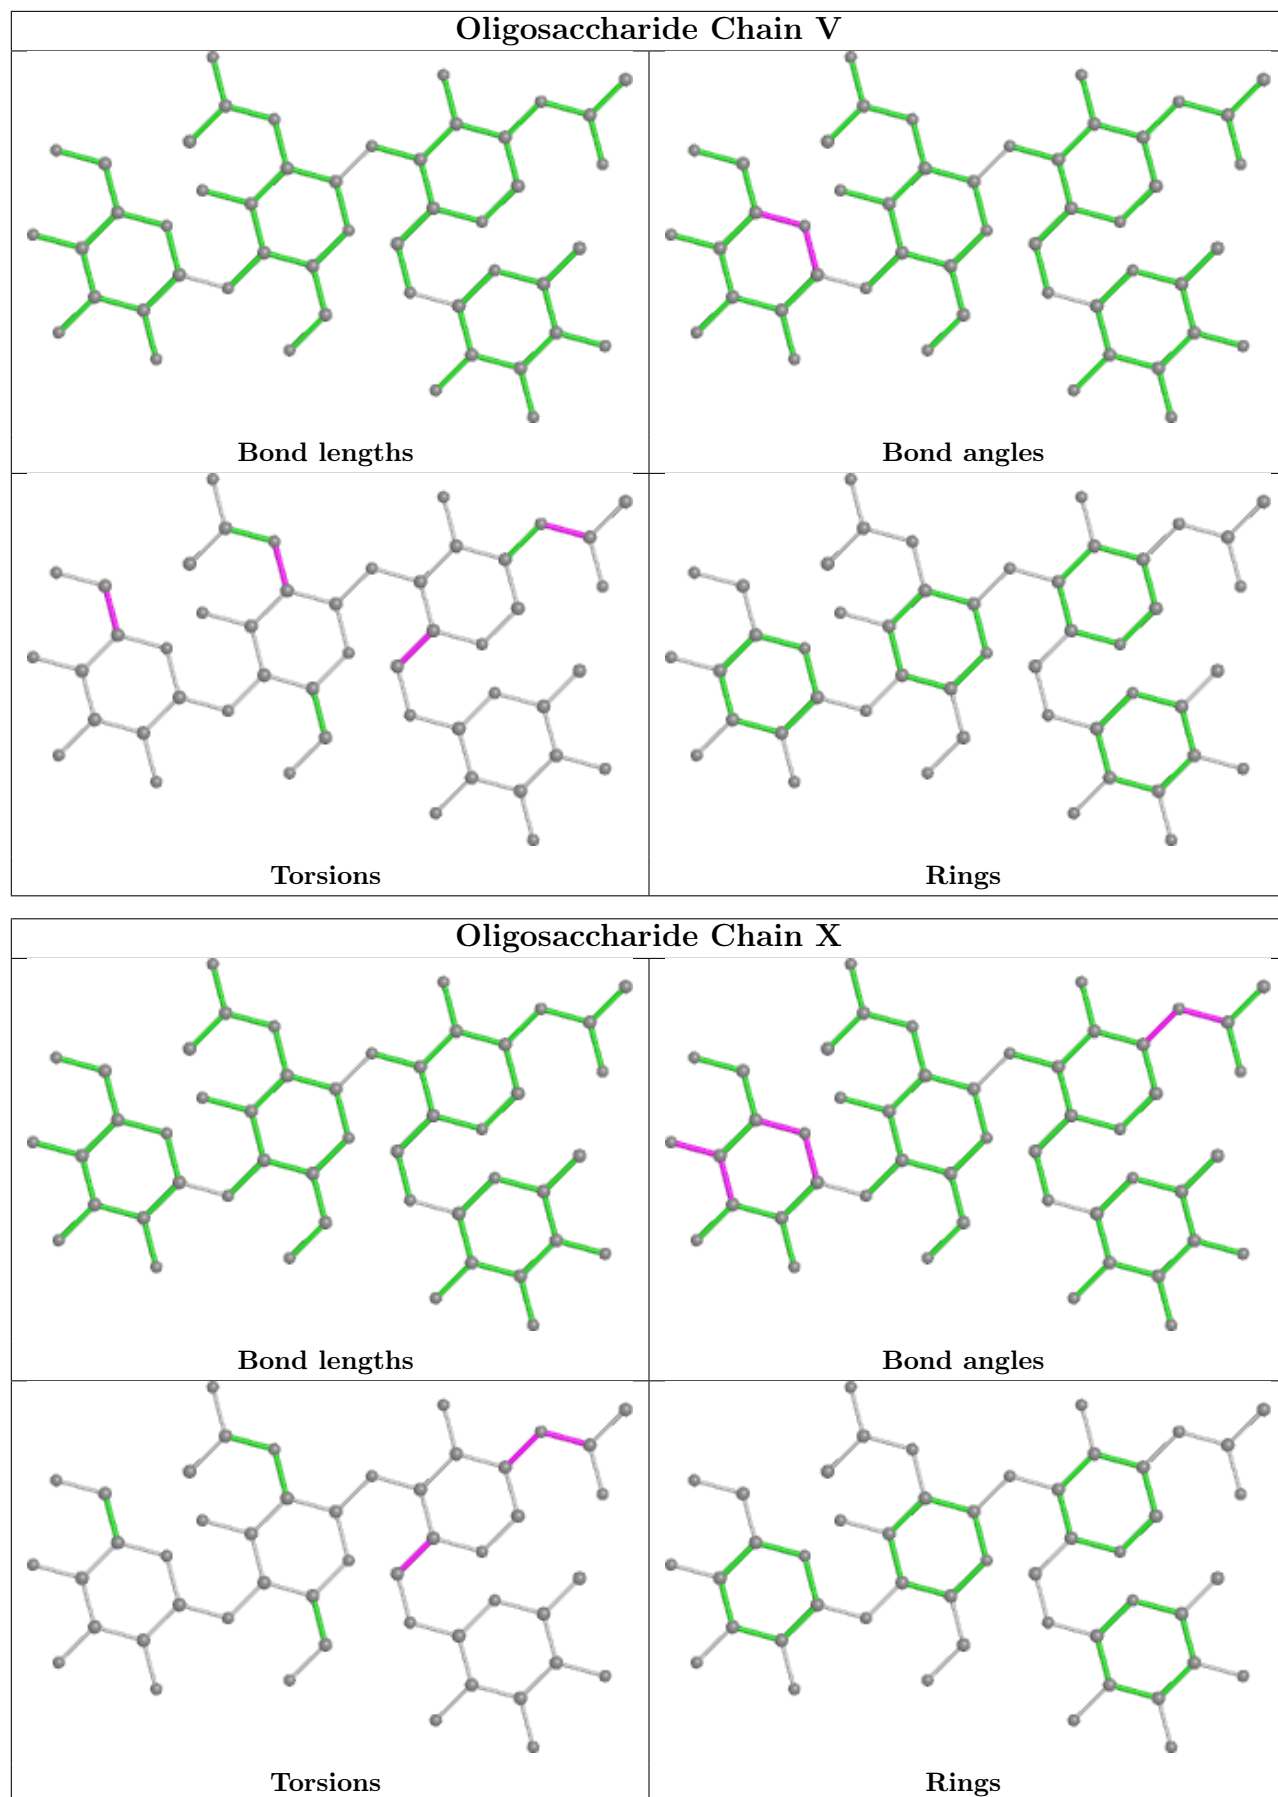 Oligosaccharide Chain V
Bond lengths
Bond angles
Torsions
Rings
Oligosaccharide Chain X
Bond lengths
Bond angles
Torsions
Rings